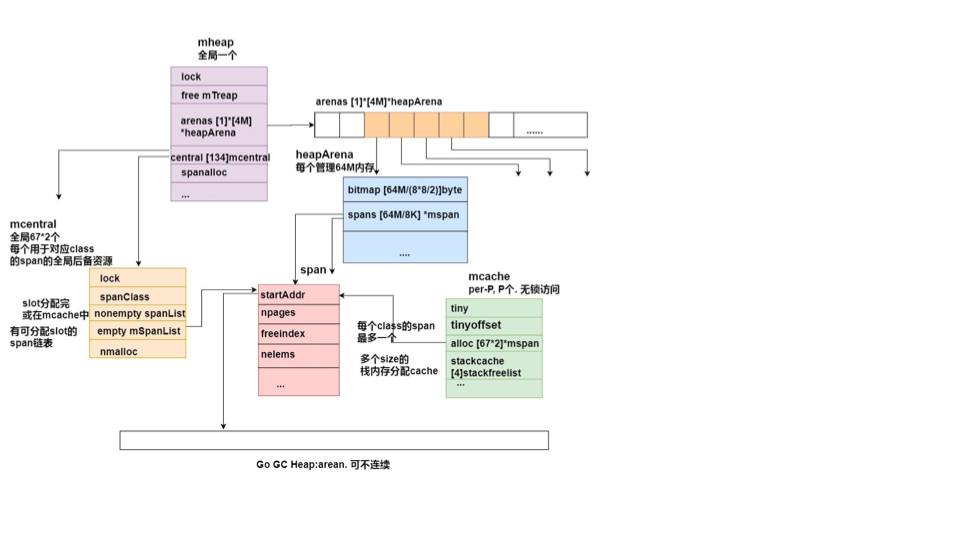 mheap
全局一个
lock
free mTreap
arenas [1]*[4M]
*heapArena
central [134]mcentral
spanalloc
...
arenas [1]*[4M]*heapArena
......
heapArena
每个管理64M内存
bitmap [64M/(8*8/2)]byte
spans [64M/8K] *mspan
....
mcentral
全局67*2个
每个用于对应class
的span的全局后备资源
lock
spanClass
nonempty spanList
empty mSpanList
nmalloc
slot分配完
或在mcache中
有可分配slot的
span链表
span
startAddr
npages
freeindex
nelems
...
每个class的span
最多一个
多个size的
栈内存分配cache
mcache
per-P, P个. 无锁访问
tiny
tinyoffset
alloc [67*2]*mspan
stackcache
[4]stackfreelist
...
Go GC Heap:arean. 可不连续